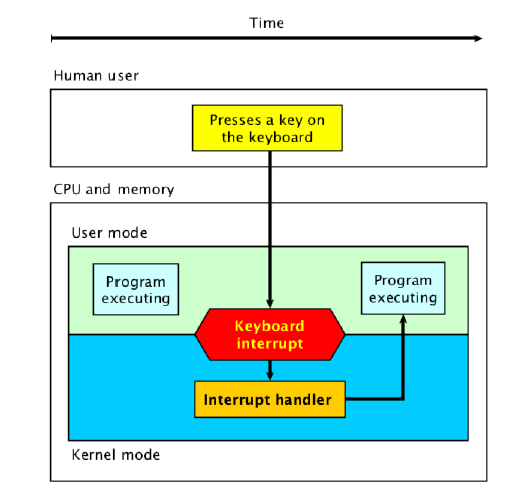 Time
Human user
Presses a key on
the keyboard
CPU and memory
User mode
Program
executing
Program
executing
Keyboard
interrupt
Interrupt handler
Kernel mode